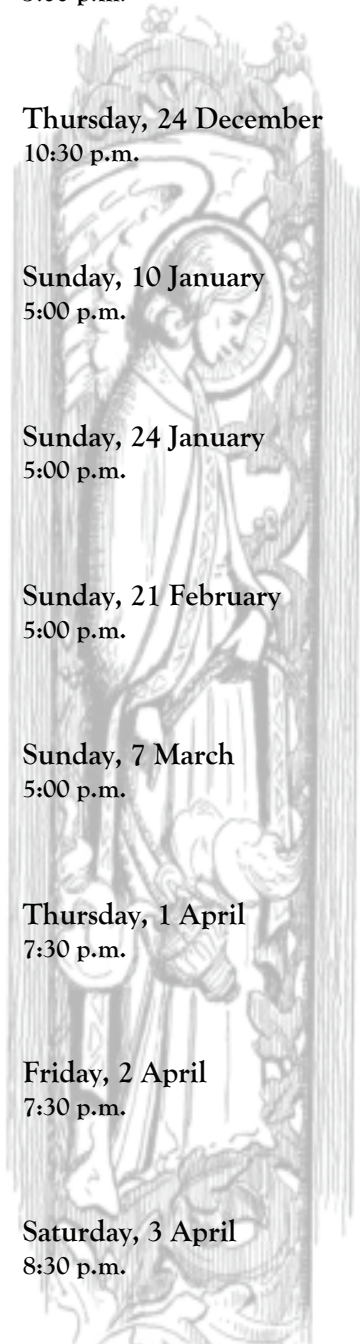 Thursday, 24 December
10:30 p.m.
Sunday, 10 January
5:00 p.m.
Sunday, 24 January
5:00 p.m.
Sunday, 21 February
5:00 p.m.
Sunday, 7 March
5:00 p.m.
Thursday, 1 April
7:30 p.m.
Friday, 2 April
7:30 p.m.
Saturday, 3 April
8:30 p.m.